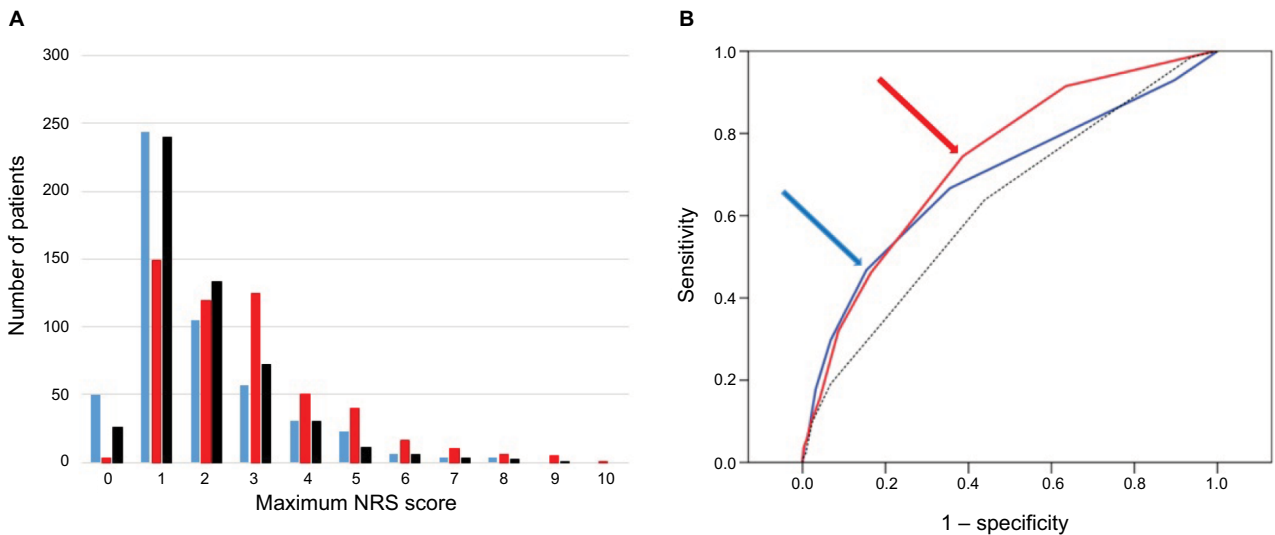 A
300
250
200
150
100
50
0
Number of patients
0 1 2 3 4 5 6 7 8 9 10
Maximum NRS score
B
1.0
0.8
0.6
0.4
0.2
0.0
Sensitivity
0.0 0.2 0.4 0.6 0.8 1.0
1 – specificity